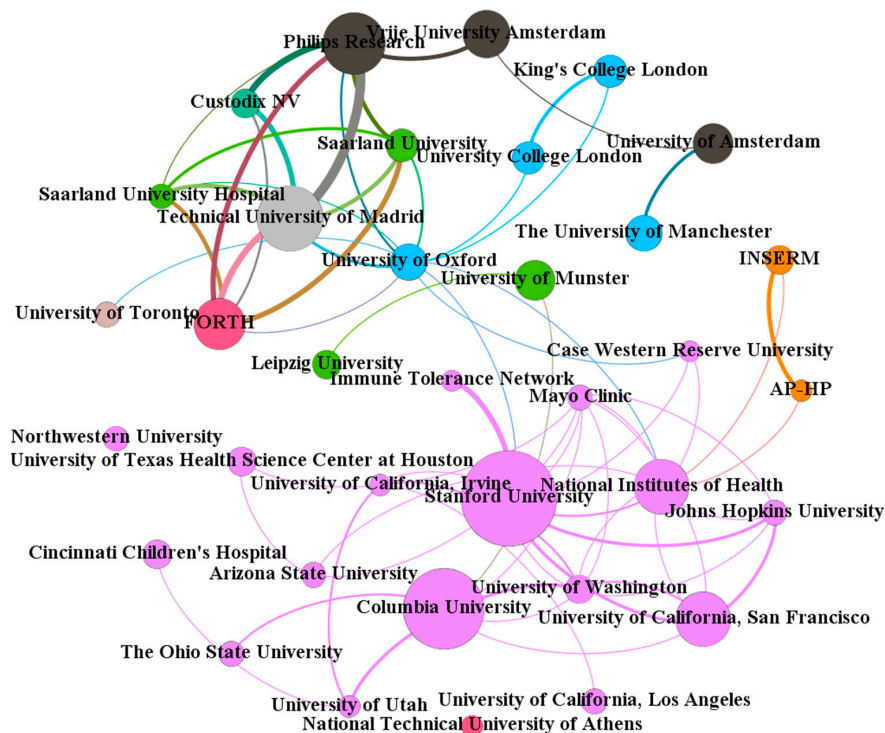 Vrije University Amsterdam
Philips Research
King's College London
Custodix NV
Saarland University
University of Amsterdam
University College London
Saarland University Hospital
Technical University of Madrid
The University of Manchester
University of Oxford
INSERM
University of Munster
University of Toronto
FORTH
Case Western Reserve University
Leipzig University
Immune Tolerance Network
AP-HP
Mayo Clinic
Northwestern University
University of Texas Health Science Center at Houston
University of California, Irvine
National Institutes of Health
Stanford University
Johns Hopkins University
Cincinnati Children's Hospital
Arizona State University
University of Washington
Columbia University
University of California, San Francisco
The Ohio State University
University of California, Los Angeles
University of Utah
National Technical University of Athens